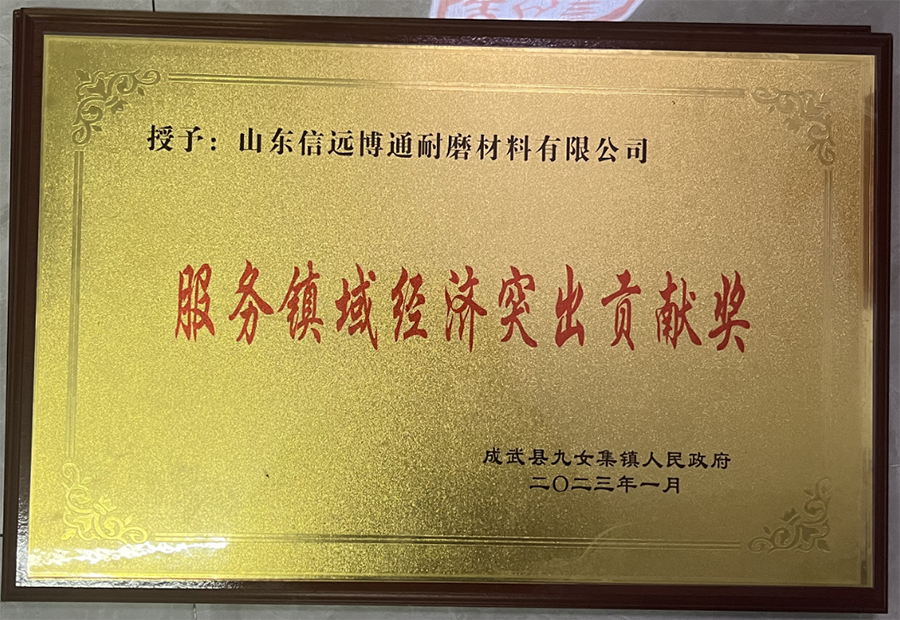 授予：山东信远博通耐磨材料有限公司
服务镇域经济突出贡献奖
成武县九女集镇人民政府
二〇二三年一月